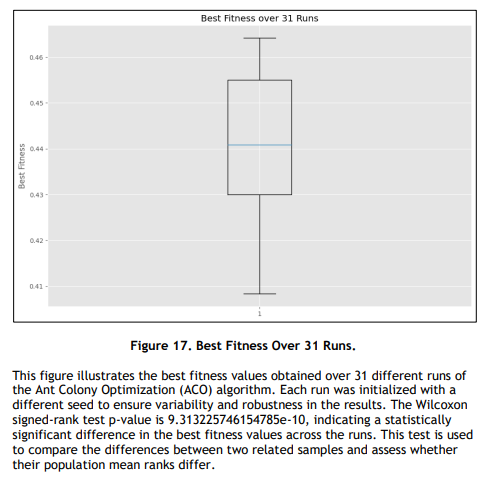 Best Fitness over 31 Runs
0.46
0.45
0.44
0.43
0.42
0.41
Best Fitness
1
Figure 17. Best Fitness Over 31 Runs.
This figure illustrates the best fitness values obtained over 31 different runs of
the Ant Colony Optimization (ACO) algorithm. Each run was initialized with a
different seed to ensure variability and robustness in the results. The Wilcoxon
signed-rank test p-value is 9.313225746154785e-10, indicating a statistically
significant difference in the best fitness values across the runs. This test is used
to compare the differences between two related samples and assess whether
their population mean ranks differ.